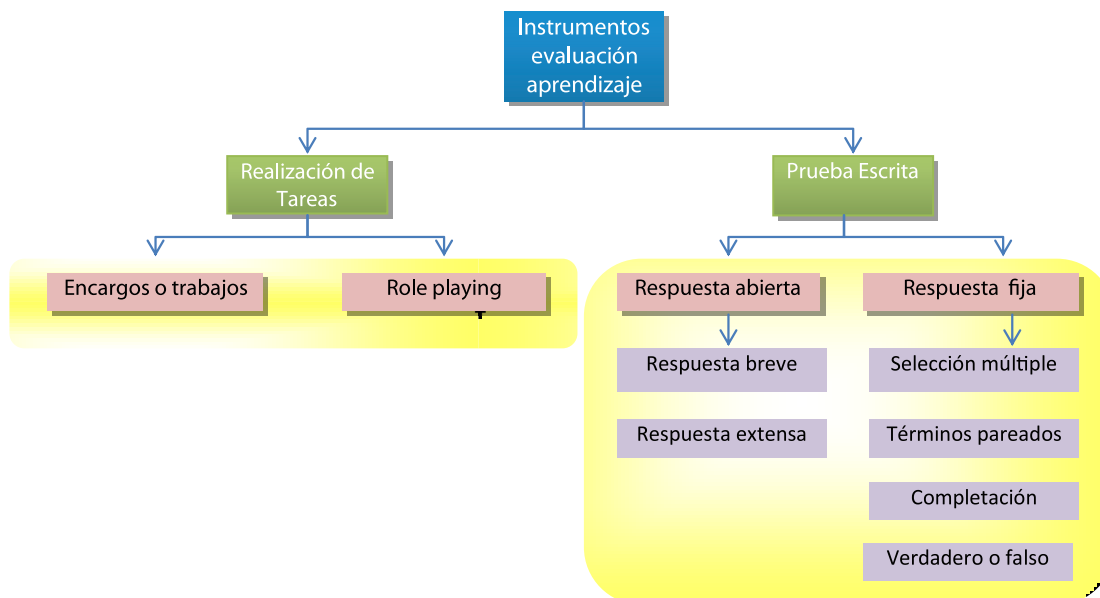 Instrumentos
evaluación
aprendizaje
Realización de
Tareas
Prueba Escrita
Encargos o trabajos
Role playing
Respuesta abierta
Respuesta fija
Respuesta breve
Selección múltiple
Respuesta extensa
Términos pareados
Completación
Verdadero o falso